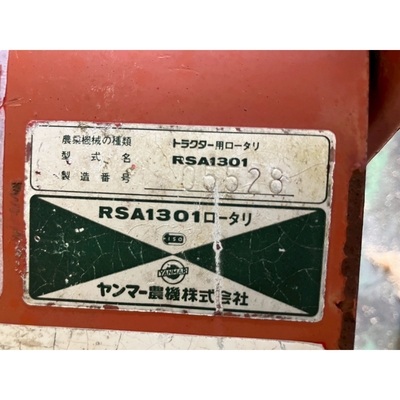 農業機械の種類 トラクター用ロータリ
型式名 RSA1301
製造番号 05528
RSA1301ロータリ
ISO
YANMAR
ヤンマー農機株式会社